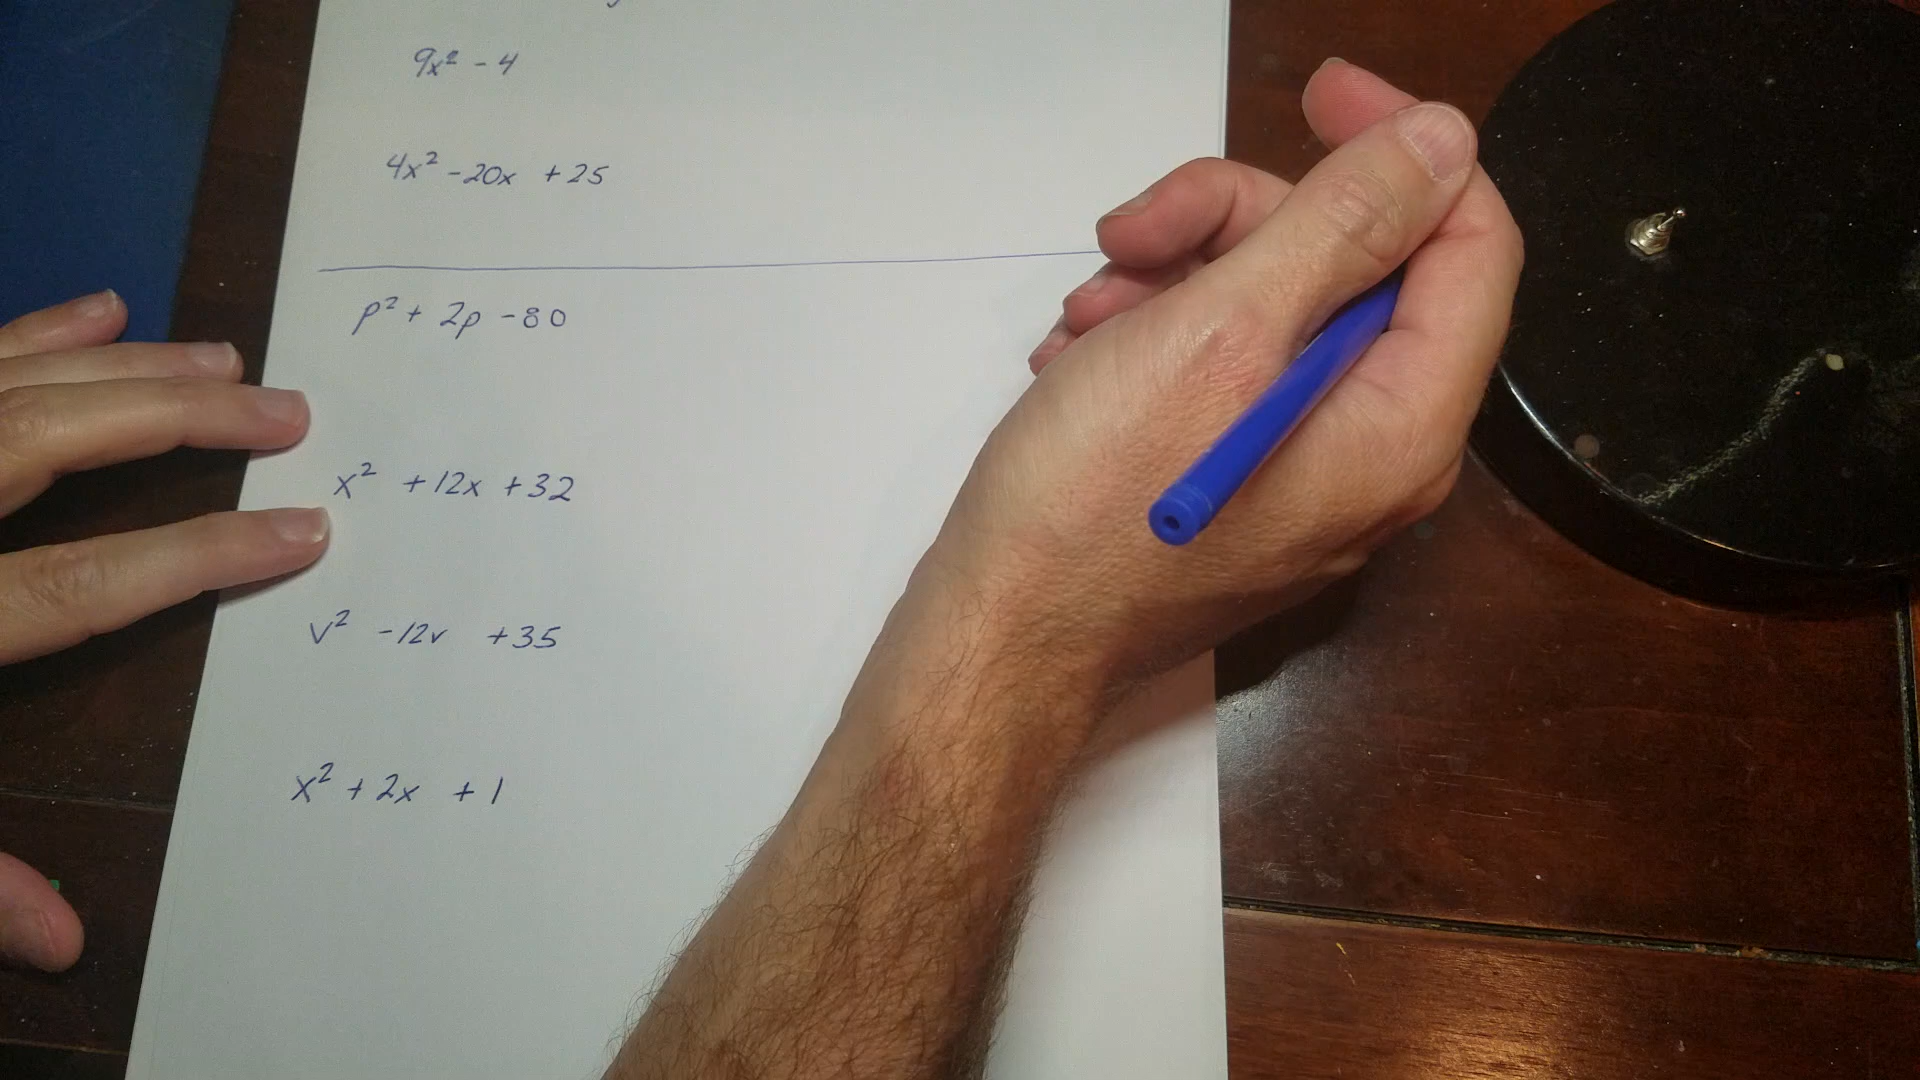 9x² - 4
4x² - 20x + 25
p² + 2p - 80
x² + 12x + 32
v² - 12v + 35
x² + 2x + 1